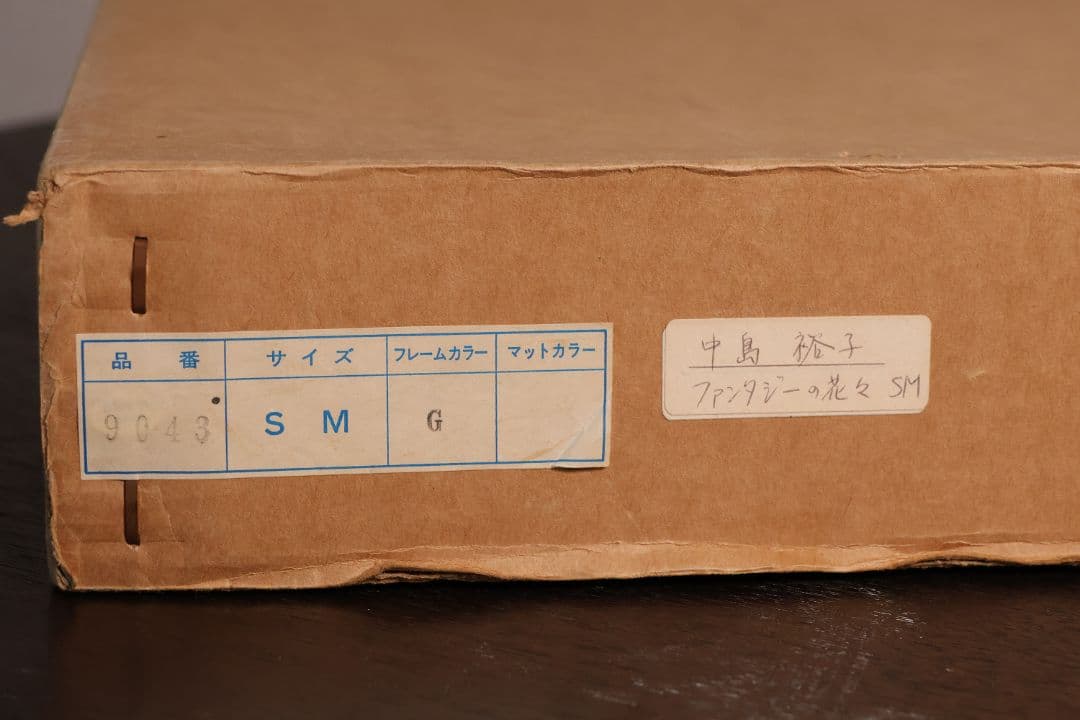 品番 サイズ フレームカラー マットカラー
9043 SM G
中島 裕子
ファンタジーの花々 SM